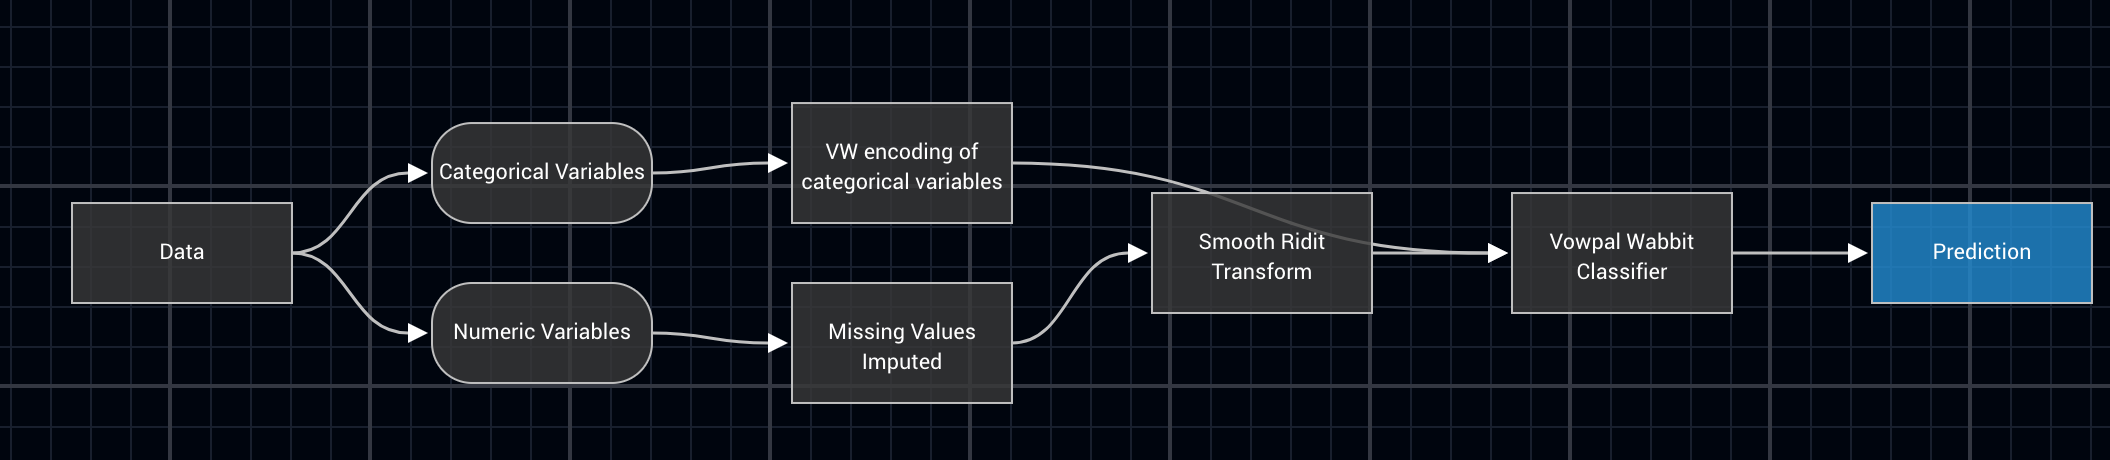 Data
Categorical Variables
Numeric Variables
VW encoding of
categorical variables
Missing Values
Imputed
Smooth Ridit
Transform
Vowpal Wabbit
Classifier
Prediction